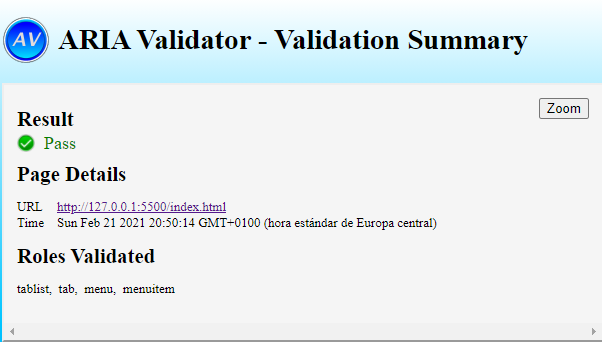 AV ARIA Validator - Validation Summary
Zoom
Result
Pass
Page Details
URL http://127.0.0.1:5500/index.html
Time Sun Feb 21 2021 20:50:14 GMT+0100 (hora estándar de Europa central)
Roles Validated
tablist, tab, menu, menuitem